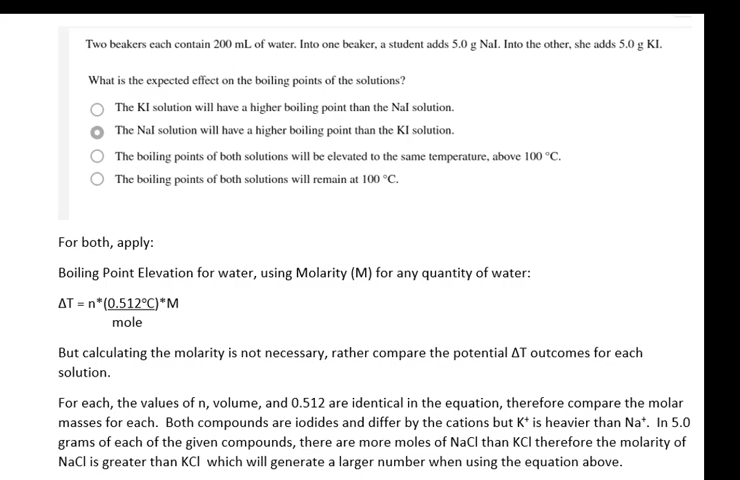 Two beakers each contain 200 mL of water. Into one beaker, a student adds 5.0 g NaI. Into the other, she adds 5.0 g KI.
What is the expected effect on the boiling points of the solutions?
The KI solution will have a higher boiling point than the NaI solution.
The NaI solution will have a higher boiling point than the KI solution.
The boiling points of both solutions will be elevated to the same temperature, above 100 °C.
The boiling points of both solutions will remain at 100 °C.
For both, apply:
Boiling Point Elevation for water, using Molarity (M) for any quantity of water:
ΔT = n*(0.512°C)*M
mole
But calculating the molarity is not necessary, rather compare the potential ΔT outcomes for each
solution.
For each, the values of n, volume, and 0.512 are identical in the equation, therefore compare the molar
masses for each. Both compounds are iodides and differ by the cations but K⁺ is heavier than Na⁺. In 5.0
grams of each of the given compounds, there are more moles of NaCl than KCl therefore the molarity of
NaCl is greater than KCl which will generate a larger number when using the equation above.